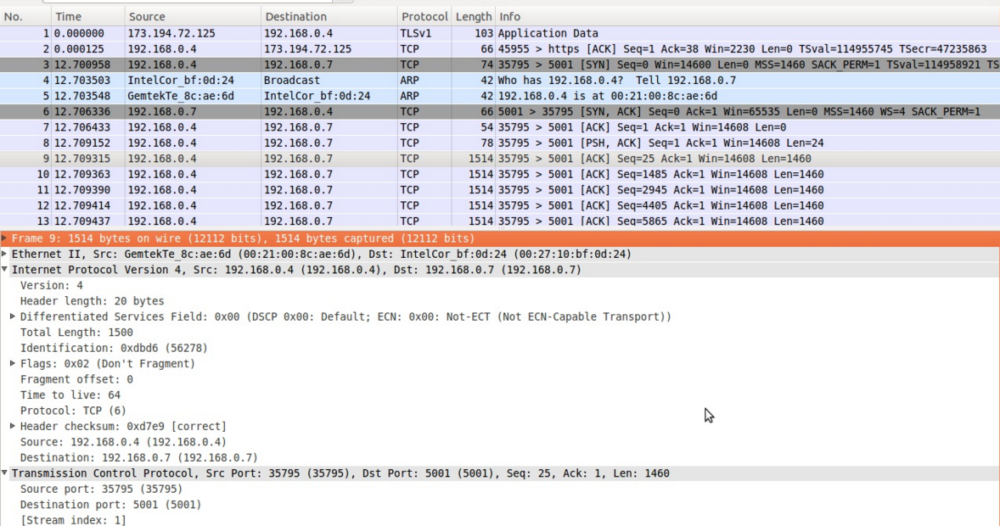 No. Time Source Destination Protocol Length Info
1 0.000000 173.194.72.125 192.168.0.4 TLSv1 103 Application Data
2 0.000125 192.168.0.4 173.194.72.125 TCP 66 45955 > https [ACK] Seq=1 Ack=38 Win=2230 Len=0 TSval=114955745 TSecr=47235863
3 12.700958 192.168.0.4 192.168.0.7 TCP 74 35795 > 5001 [SYN] Seq=0 Win=14600 Len=0 MSS=1460 SACK_PERM=1 TSval=114958921 TS
4 12.703503 IntelCor_bf:0d:24 Broadcast ARP 42 Who has 192.168.0.4? Tell 192.168.0.7
5 12.703548 GemtekTe_8c:ae:6d IntelCor_bf:0d:24 ARP 42 192.168.0.4 is at 00:21:00:8c:ae:6d
6 12.706336 192.168.0.7 192.168.0.4 TCP 66 5001 > 35795 [SYN, ACK] Seq=0 Ack=1 Win=65535 Len=0 MSS=1460 WS=4 SACK_PERM=1
7 12.706433 192.168.0.4 192.168.0.7 TCP 54 35795 > 5001 [ACK] Seq=1 Ack=1 Win=14608 Len=0
8 12.709152 192.168.0.4 192.168.0.7 TCP 78 35795 > 5001 [PSH, ACK] Seq=1 Ack=1 Win=14608 Len=24
9 12.709315 192.168.0.4 192.168.0.7 TCP 1514 35795 > 5001 [ACK] Seq=25 Ack=1 Win=14608 Len=1460
10 12.709363 192.168.0.4 192.168.0.7 TCP 1514 35795 > 5001 [ACK] Seq=1485 Ack=1 Win=14608 Len=1460
11 12.709390 192.168.0.4 192.168.0.7 TCP 1514 35795 > 5001 [ACK] Seq=2945 Ack=1 Win=14608 Len=1460
12 12.709414 192.168.0.4 192.168.0.7 TCP 1514 35795 > 5001 [ACK] Seq=4405 Ack=1 Win=14608 Len=1460
13 12.709437 192.168.0.4 192.168.0.7 TCP 1514 35795 > 5001 [ACK] Seq=5865 Ack=1 Win=14608 Len=1460
Frame 9: 1514 bytes on wire (12112 bits), 1514 bytes captured (12112 bits)
Ethernet II, Src: GemtekTe_8c:ae:6d (00:21:00:8c:ae:6d), Dst: IntelCor_bf:0d:24 (00:27:10:bf:0d:24)
Internet Protocol Version 4, Src: 192.168.0.4 (192.168.0.4), Dst: 192.168.0.7 (192.168.0.7)
Version: 4
Header length: 20 bytes
Differentiated Services Field: 0x00 (DSCP 0x00: Default; ECN: 0x00: Not-ECT (Not ECN-Capable Transport))
Total Length: 1500
Identification: 0xdbd6 (56278)
Flags: 0x02 (Don't Fragment)
Fragment offset: 0
Time to live: 64
Protocol: TCP (6)
Header checksum: 0xd7e9 [correct]
Source: 192.168.0.4 (192.168.0.4)
Destination: 192.168.0.7 (192.168.0.7)
Transmission Control Protocol, Src Port: 35795 (35795), Dst Port: 5001 (5001), Seq: 25, Ack: 1, Len: 1460
Source port: 35795 (35795)
Destination port: 5001 (5001)
[Stream index: 1]